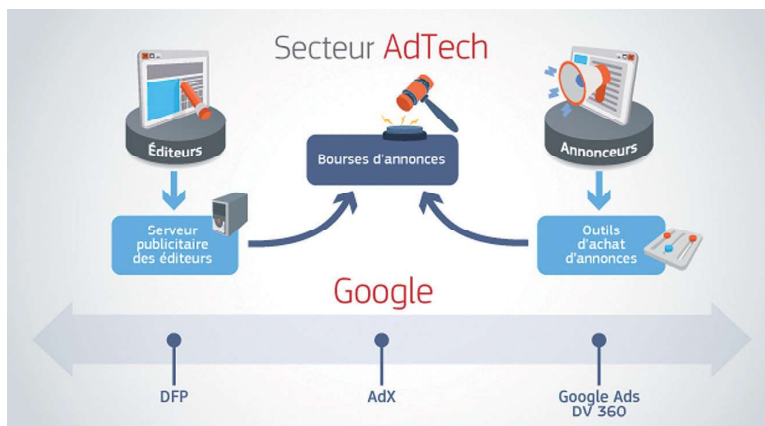 Secteur AdTech
Éditeurs
Bourses d'annonces
Annonceurs
Serveur
publicitaire
des éditeurs
Outils
d'achat
d'annonces
Google
DFP
AdX
Google Ads
DV 360